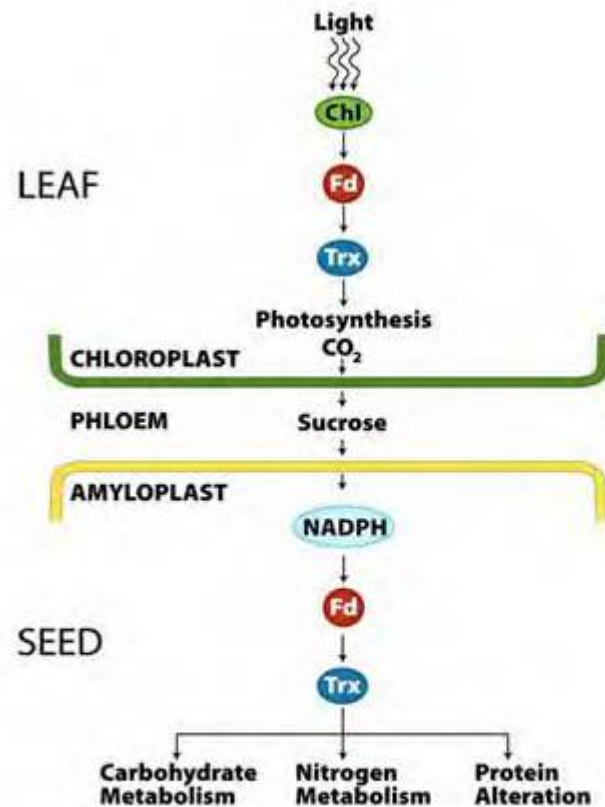 Light
Chl
LEAF
Fd
Trx
Photosynthesis
CO₂
CHLOROPLAST
PHLOEM
Sucrose
AMYLOPLAST
NADPH
Fd
SEED
Trx
Carbohydrate
Metabolism
Nitrogen
Metabolism
Protein
Alteration